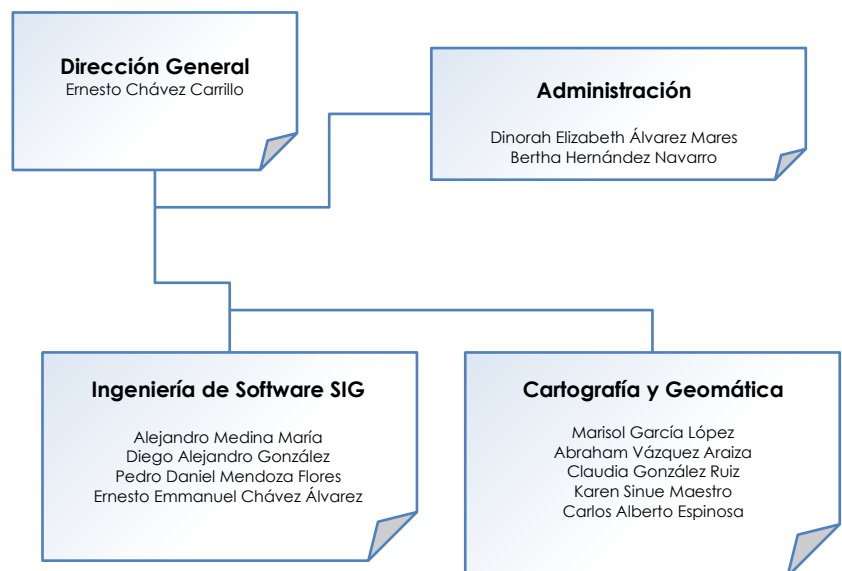 Dirección General
Ernesto Chávez Carrillo
Administración
Dinorah Elizabeth Álvarez Mares
Bertha Hernández Navarro
Ingeniería de Software SIG
Alejandro Medina María
Diego Alejandro González
Pedro Daniel Mendoza Flores
Ernesto Emmanuel Chávez Álvarez
Cartografía y Geomática
Marisol García López
Abraham Vázquez Araiza
Claudia González Ruiz
Karen Sinue Maestro
Carlos Alberto Espinosa